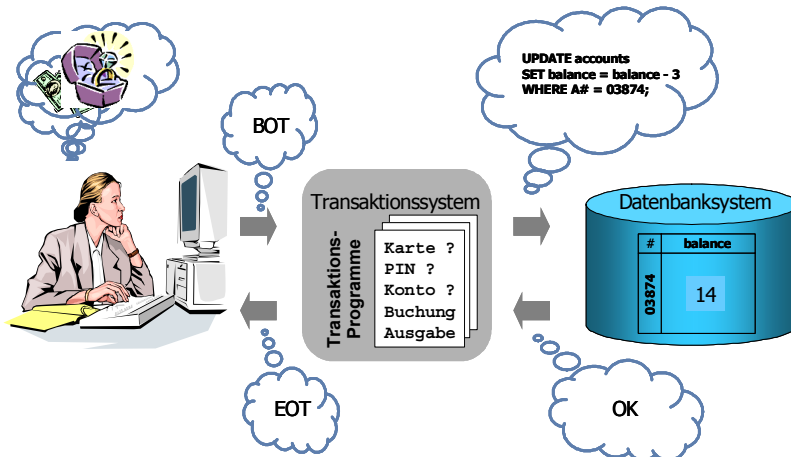 UPDATE accounts
SET balance = balance - 3
WHERE A# = 03874;
BOT
Transaktionssystem
Transaktions-
Programme
Karte ?
PIN ?
Konto ?
Buchung
Ausgabe
Datenbanksystem
# balance
03874 14
EOT
OK